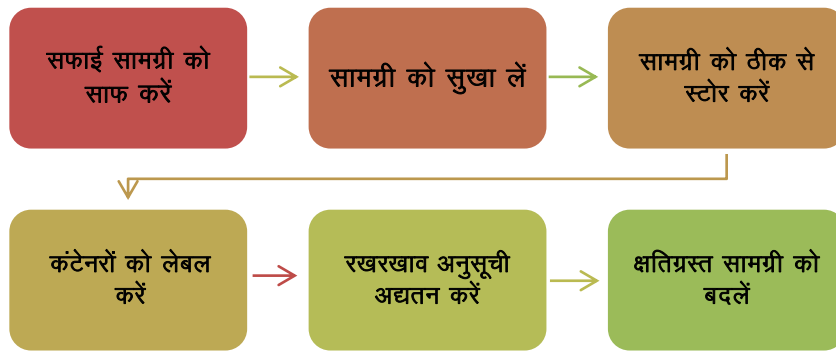 सफाई सामग्री को
साफ करें
सामग्री को सुखा लें
सामग्री को ठीक से
स्टोर करें
कंटेनरों को लेबल
करें
रखरखाव अनुसूची
अद्यतन करें
क्षतिग्रस्त सामग्री को
बदलें